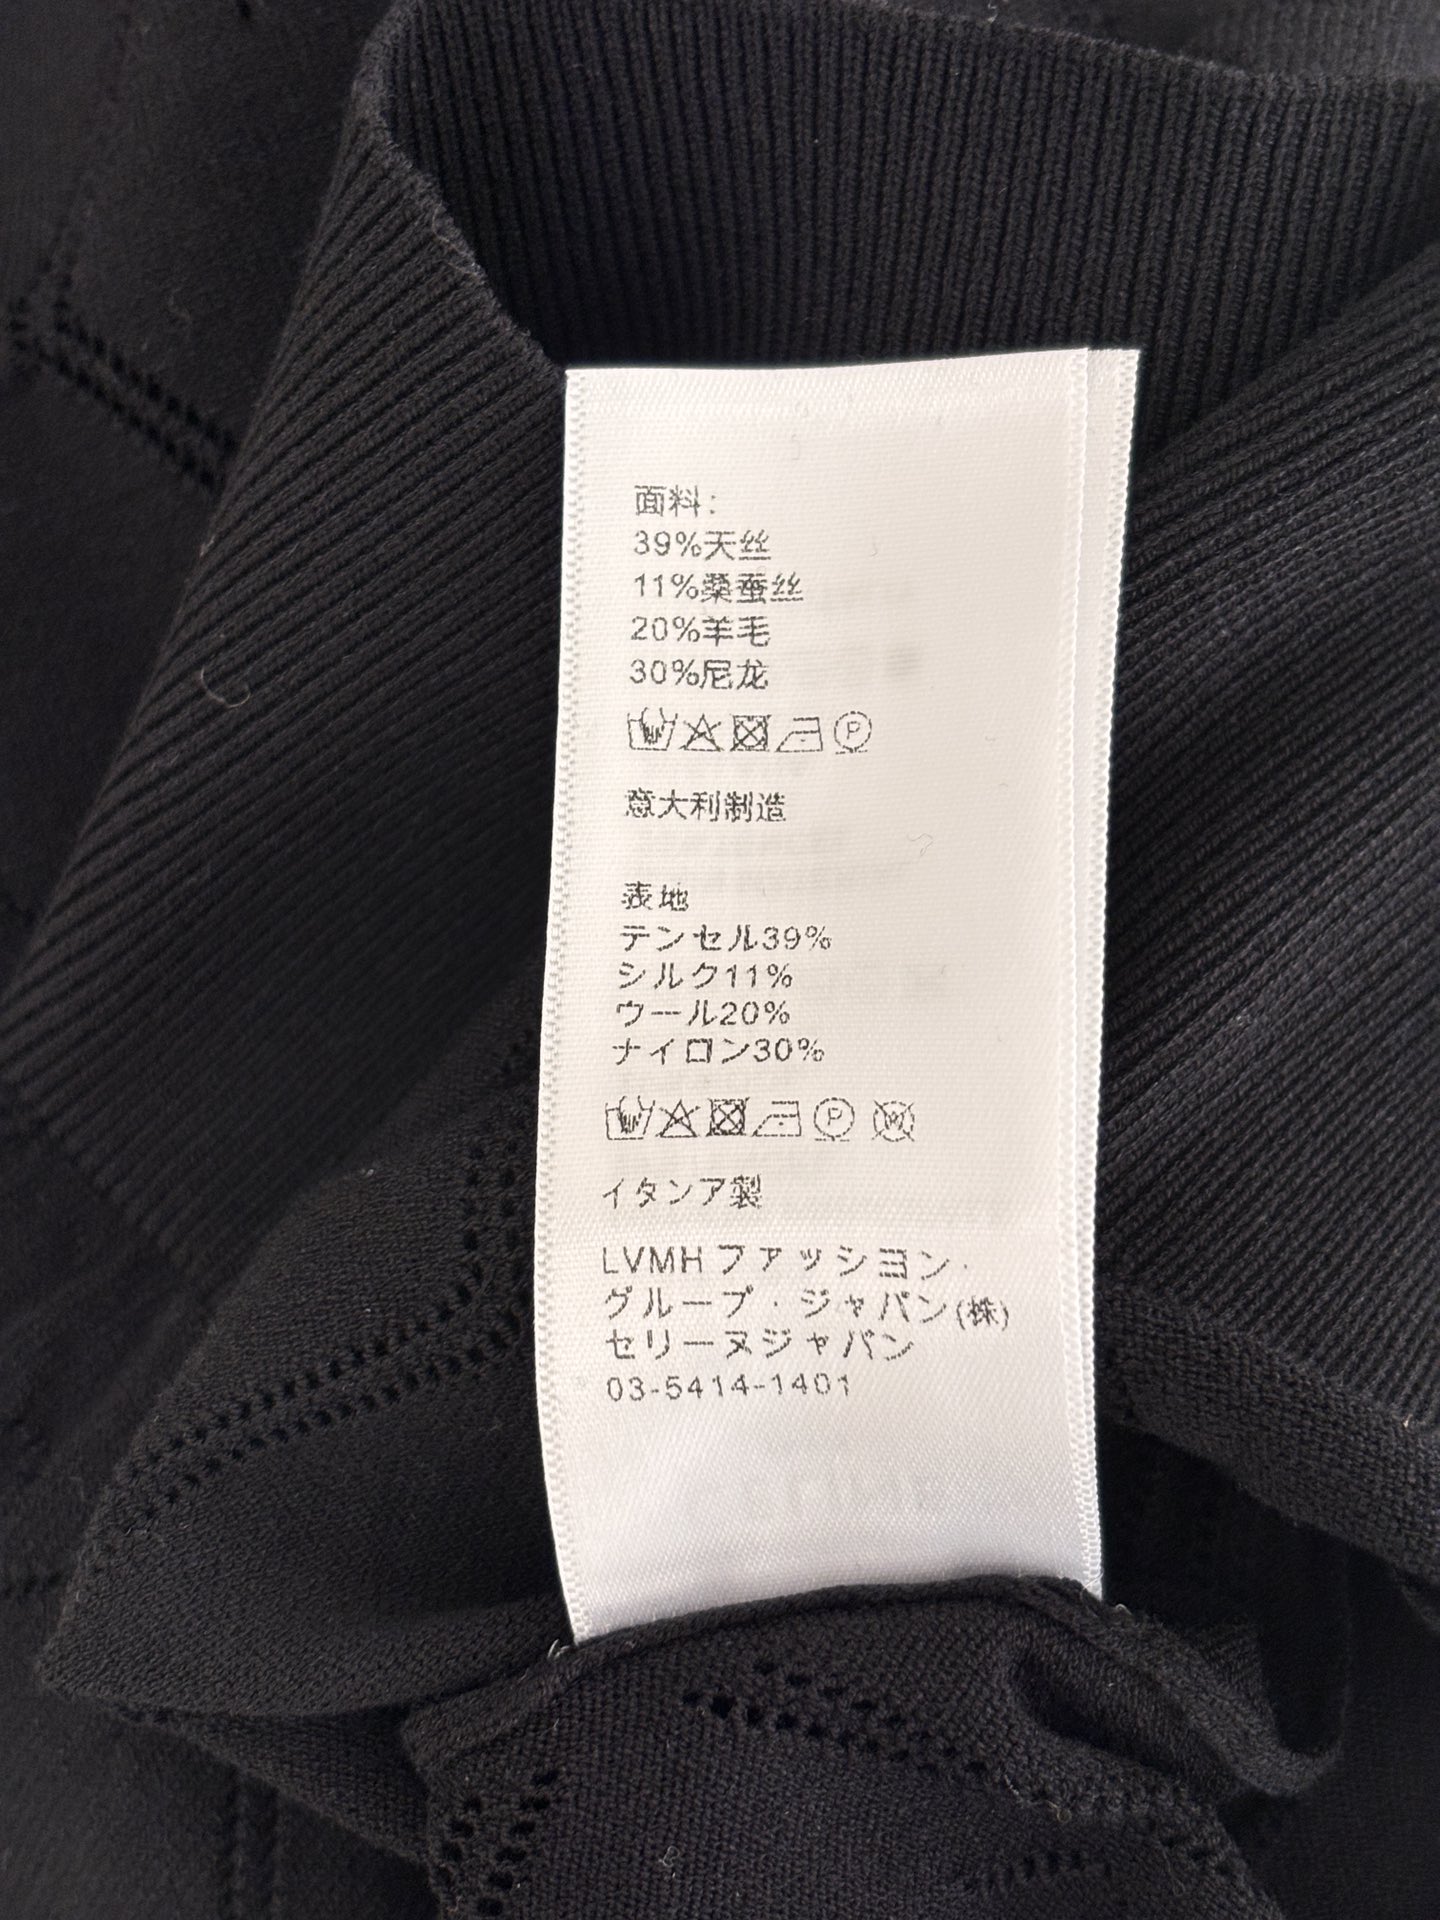 面料:
39%天丝
11%桑蚕丝
20%羊毛
30%尼龙
P
意大利制造
表地
テンセル39%
シルク11%
ウール20%
ナイロン30%
P W
イタンア製
LVMHファッション·
グループ·ジャパン(株)
セリーヌジャパン
03-5414-1401